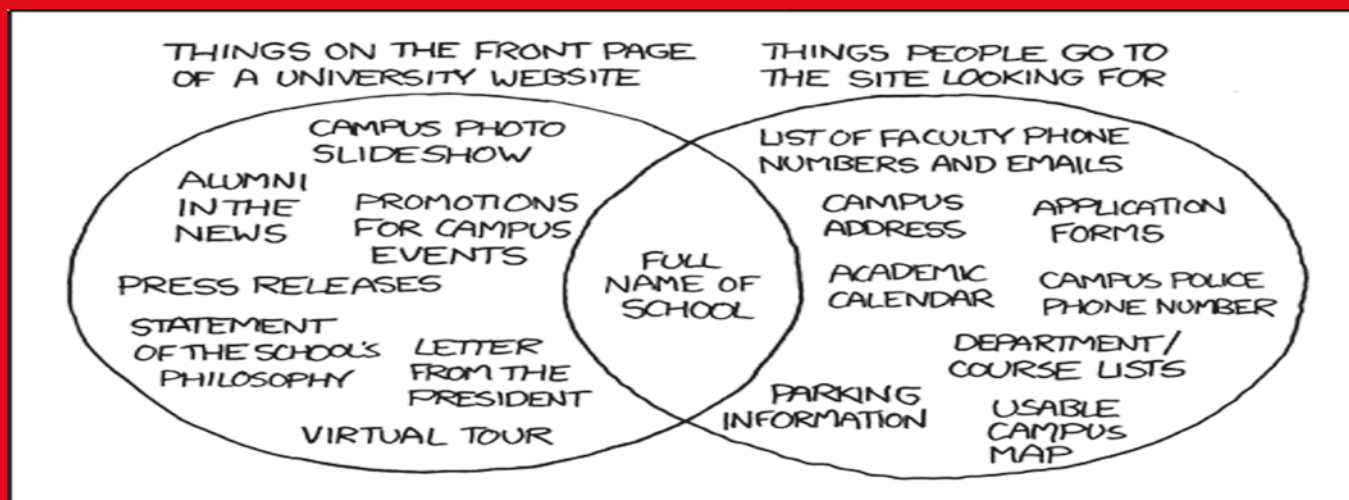 THINGS ON THE FRONT PAGE
OF A UNIVERSITY WEBSITE
THINGS PEOPLE GO TO
THE SITE LOOKING FOR
CAMPUS PHOTO
SLIDESHOW
ALUMNI
IN THE
NEWS
PROMOTIONS
FOR CAMPUS
EVENTS
PRESS RELEASES
STATEMENT
OF THE SCHOOL'S
PHILOSOPHY
LETTER
FROM THE
PRESIDENT
VIRTUAL TOUR
FULL
NAME OF
SCHOOL
LIST OF FACULTY PHONE
NUMBERS AND EMAILS
CAMPUS
ADDRESS
APPLICATION
FORMS
ACADEMIC
CALENDAR
CAMPUS POLICE
PHONE NUMBER
DEPARTMENT/
COURSE LISTS
PARKING
INFORMATION
USABLE
CAMPUS
MAP